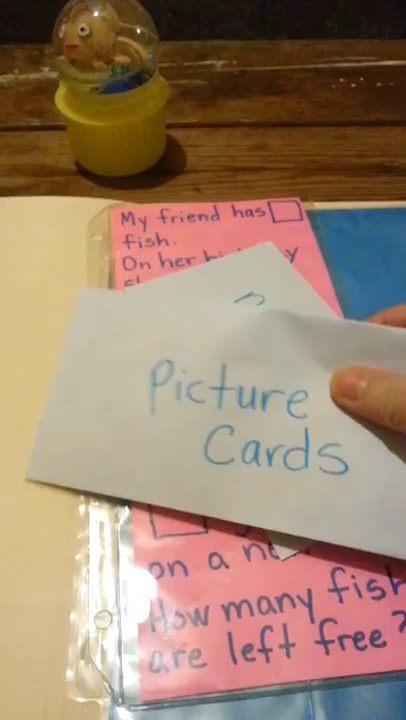 My friend has
fish.
On her
Picture
Cards
on a
How many fish
are left free?